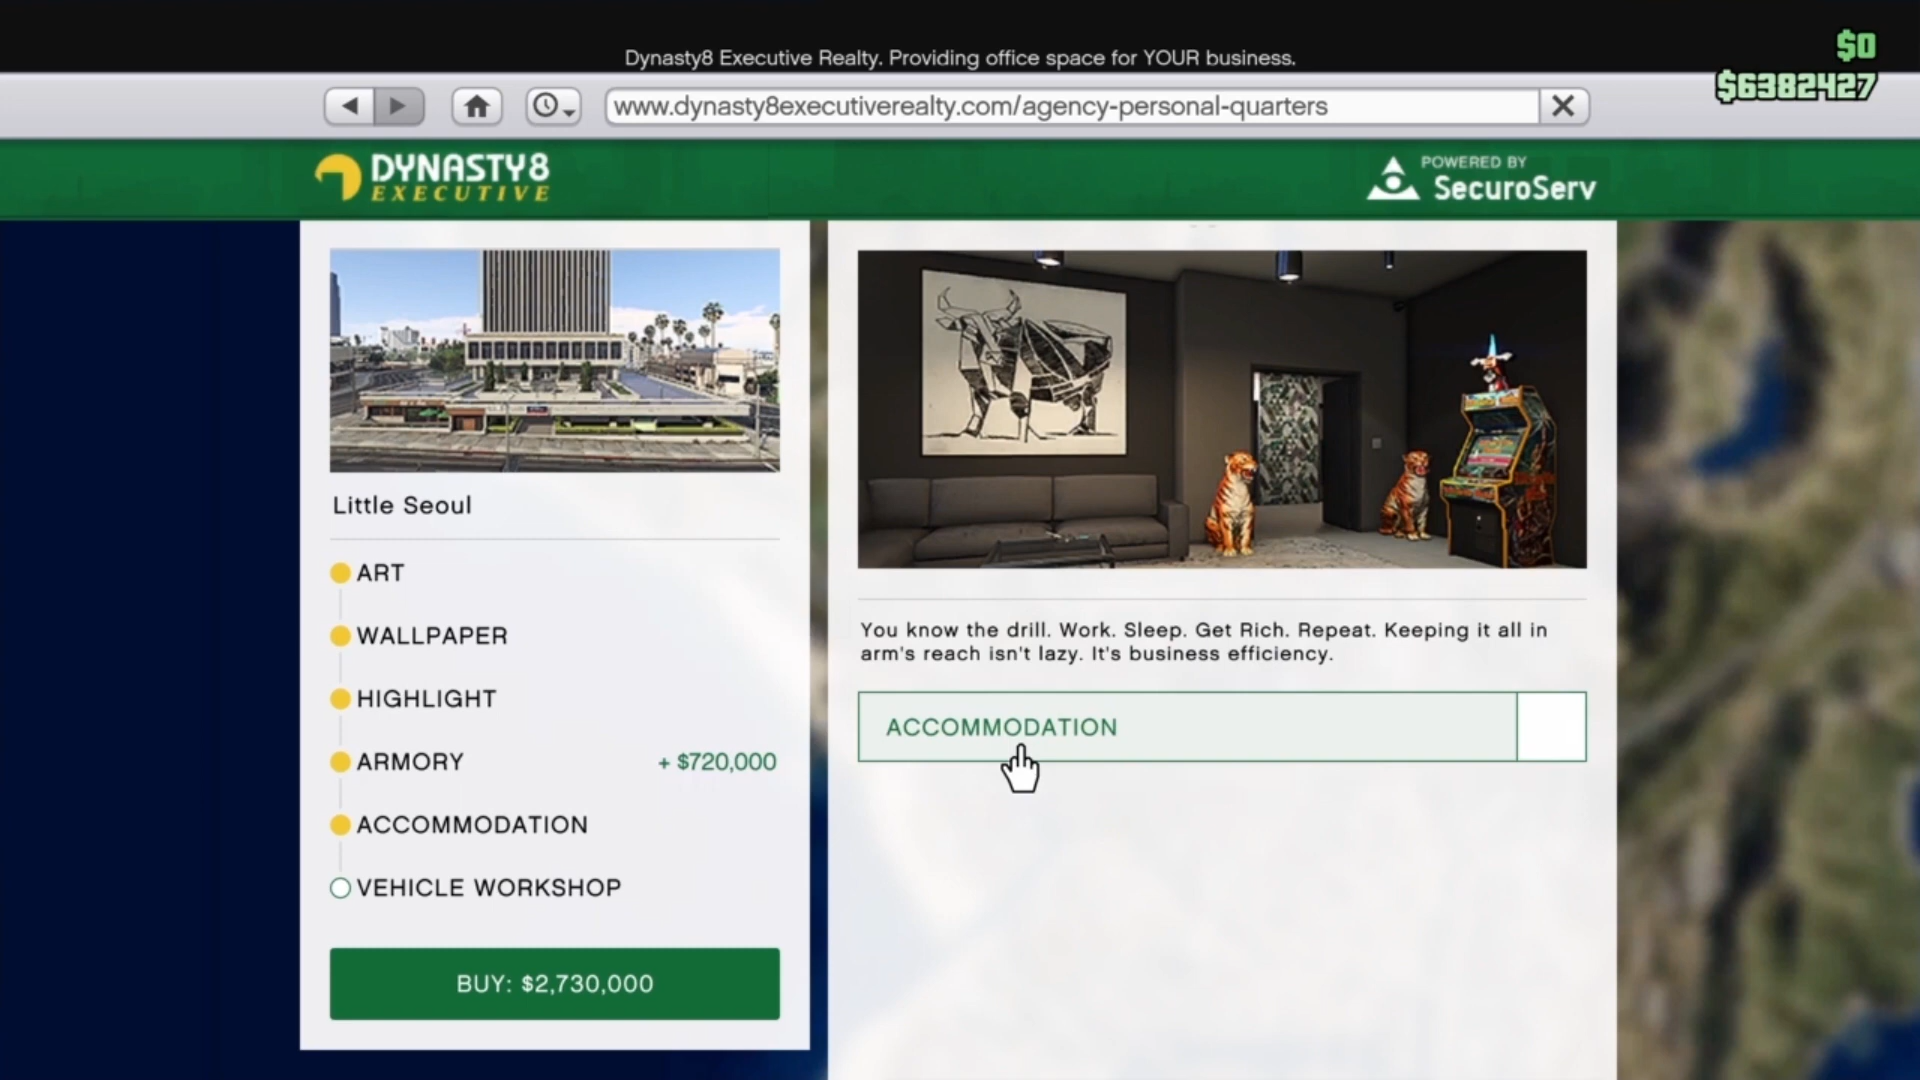 Dynasty8 Executive Realty. Providing office space for YOUR business.
$0
$6382427
www.dynasty8executiverealty.com/agency-personal-quarters
DYNASTY8
EXECUTIVE
POWERED BY
SecuroServ
Little Seoul
ART
WALLPAPER
HIGHLIGHT
ARMORY + $720,000
ACCOMMODATION
VEHICLE WORKSHOP
BUY: $2,730,000
You know the drill. Work. Sleep. Get Rich. Repeat. Keeping it all in
arm's reach isn't lazy. It's business efficiency.
ACCOMMODATION